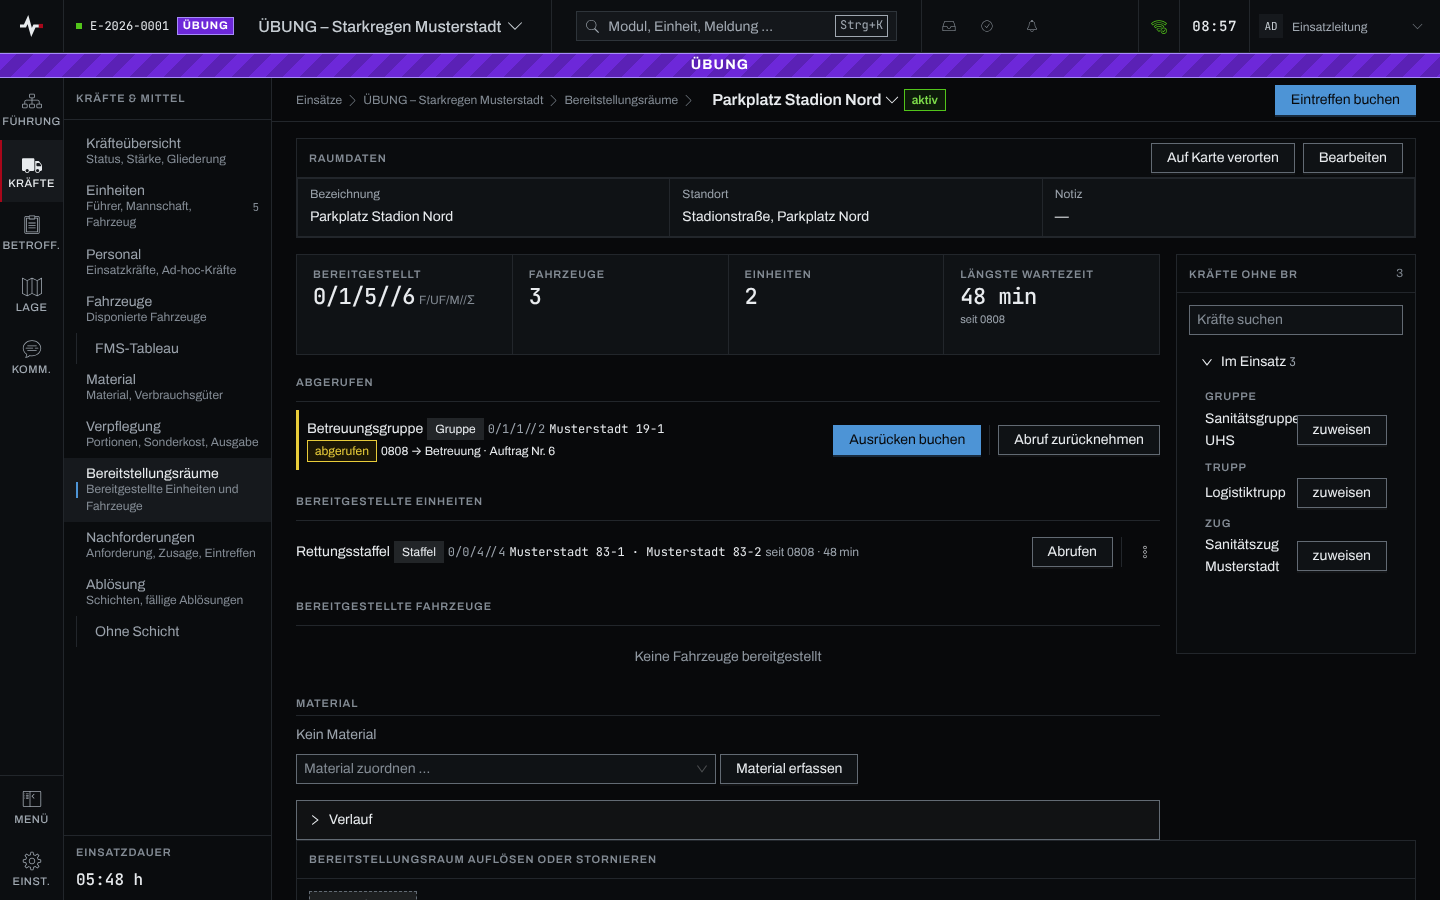 E-2026-0001 ÜBUNG ÜBUNG – Starkregen Musterstadt Modul, Einheit, Meldung ... Strg+K 08:57 AD Einsatzleitung
ÜBUNG
FÜHRUNG
KRÄFTE
BETROFF.
LAGE
KOMM.
MENÜ
EINST.
KRÄFTE & MITTEL
Kräfteübersicht
Status, Stärke, Gliederung
Einheiten
Führer, Mannschaft,
Fahrzeug
5
Personal
Einsatzkräfte, Ad-hoc-Kräfte
Fahrzeuge
Disponierte Fahrzeuge
FMS-Tableau
Material
Material, Verbrauchsgüter
Verpflegung
Portionen, Sonderkost, Ausgabe
Bereitstellungsräume
Bereitgestellte Einheiten und
Fahrzeuge
Nachforderungen
Anforderung, Zusage, Eintreffen
Ablösung
Schichten, fällige Ablösungen
Ohne Schicht
EINSATZDAUER
05:48 h
Einsätze ÜBUNG – Starkregen Musterstadt Bereitstellungsräume Parkplatz Stadion Nord aktiv Eintreffen buchen
RAUMDATEN Auf Karte verorten Bearbeiten
Bezeichnung
Parkplatz Stadion Nord
Standort
Stadionstraße, Parkplatz Nord
Notiz
—
BEREITGESTELLT
0/1/5//6 F/UF/M//Σ
FAHRZEUGE
3
EINHEITEN
2
LÄNGSTE WARTEZEIT
48 min
seit 0808
ABGERUFEN
Betreuungsgruppe Gruppe 0/1/1//2 Musterstadt 19-1
abgerufen 0808 → Betreuung · Auftrag Nr. 6
Ausrücken buchen Abruf zurücknehmen
BEREITGESTELLTE EINHEITEN
Rettungsstaffel Staffel 0/0/4//4 Musterstadt 83-1 · Musterstadt 83-2 seit 0808 · 48 min Abrufen
BEREITGESTELLTE FAHRZEUGE
Keine Fahrzeuge bereitgestellt
MATERIAL
Kein Material
Material zuordnen ... Material erfassen
Verlauf
BEREITSTELLUNGSRAUM AUFLÖSEN ODER STORNIEREN
KRÄFTE OHNE BR 3
Kräfte suchen
Im Einsatz 3
GRUPPE
Sanitätsgruppe
UHS
zuweisen
TRUPP
Logistiktrupp zuweisen
ZUG
Sanitätszug
Musterstadt
zuweisen